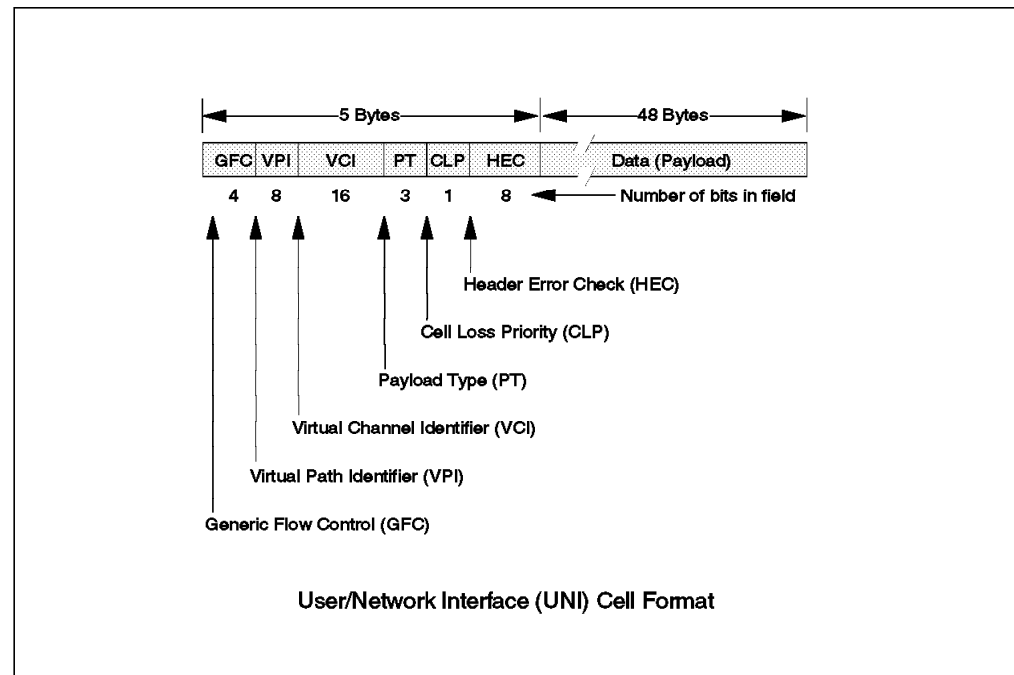 5 Bytes 48 Bytes
GFC VPI VCI PT CLP HEC Data (Payload)
4 8 16 3 1 8 Number of bits in field
Header Error Check (HEC)
Cell Loss Priority (CLP)
Payload Type (PT)
Virtual Channel Identifier (VCI)
Virtual Path Identifier (VPI)
Generic Flow Control (GFC)
User/Network Interface (UNI) Cell Format